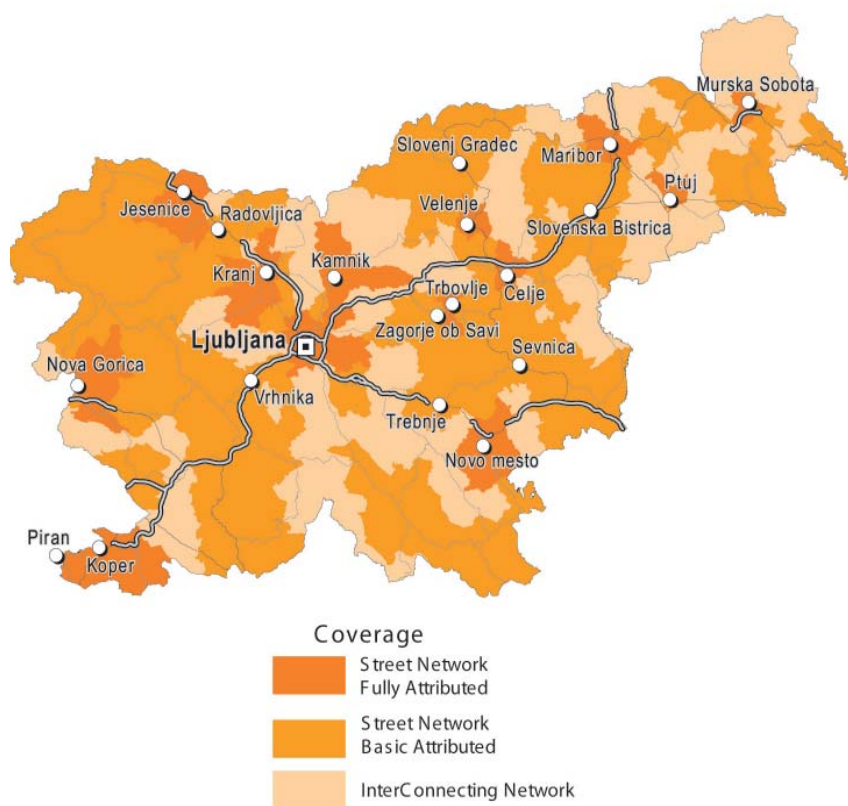 Murska Sobota
Slovenj Gradec
Maribor
Ptuj
Jesenice
Radovljica
Velenje
Slovenska Bistrica
Kranj
Kamnik
Trbovlje
Celje
Zagorje ob Savi
Ljubljana
Sevnica
Nova Gorica
Vrhnika
Trebnje
Novo mesto
Piran
Koper
Coverage
Street Network
Fully Attributed
Street Network
Basic Attributed
InterConnecting Network